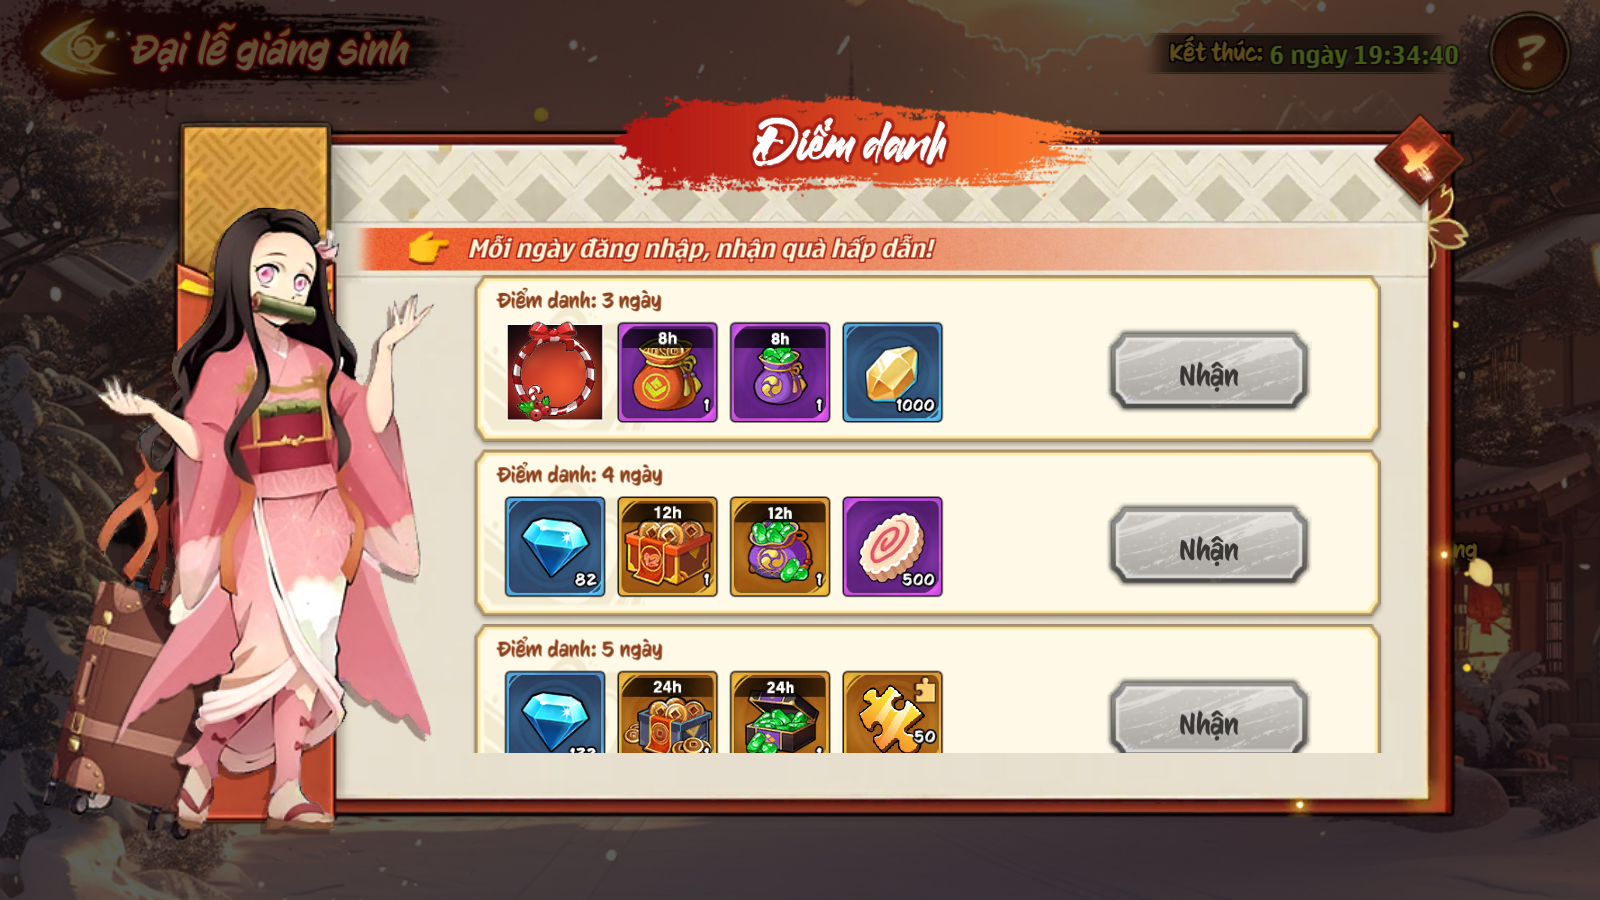 Đại lễ giáng sinh
Kết thúc: 6 ngày 19:34:40
?
Điểm danh
Mỗi ngày đăng nhập, nhận quà hấp dẫn!
Điểm danh: 3 ngày
8h 8h
1 1 1000
Nhận
Điểm danh: 4 ngày
12h 12h
82 1 1 500
Nhận
Điểm danh: 5 ngày
24h 24h
50
Nhận